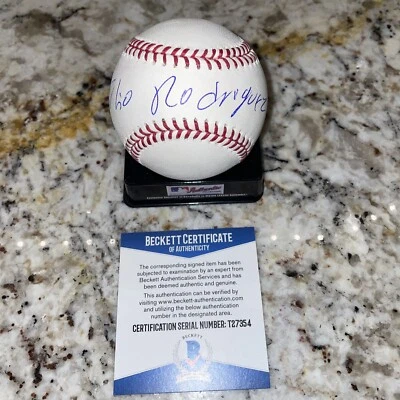 Rodriguez
Rawlings
BECKETT CERTIFICATE
OF AUTHENTICITY
The corresponding signed item has been
subjected to examination by an expert from
Beckett Authentication Services and has
been deemed authentic and genuine.
This authentication can be verified by
visiting www.beckett-authentication.com
and utilizing the below authentication
number in the designated area.
CERTIFICATION SERIAL NUMBER: T27354
BECKETT
B